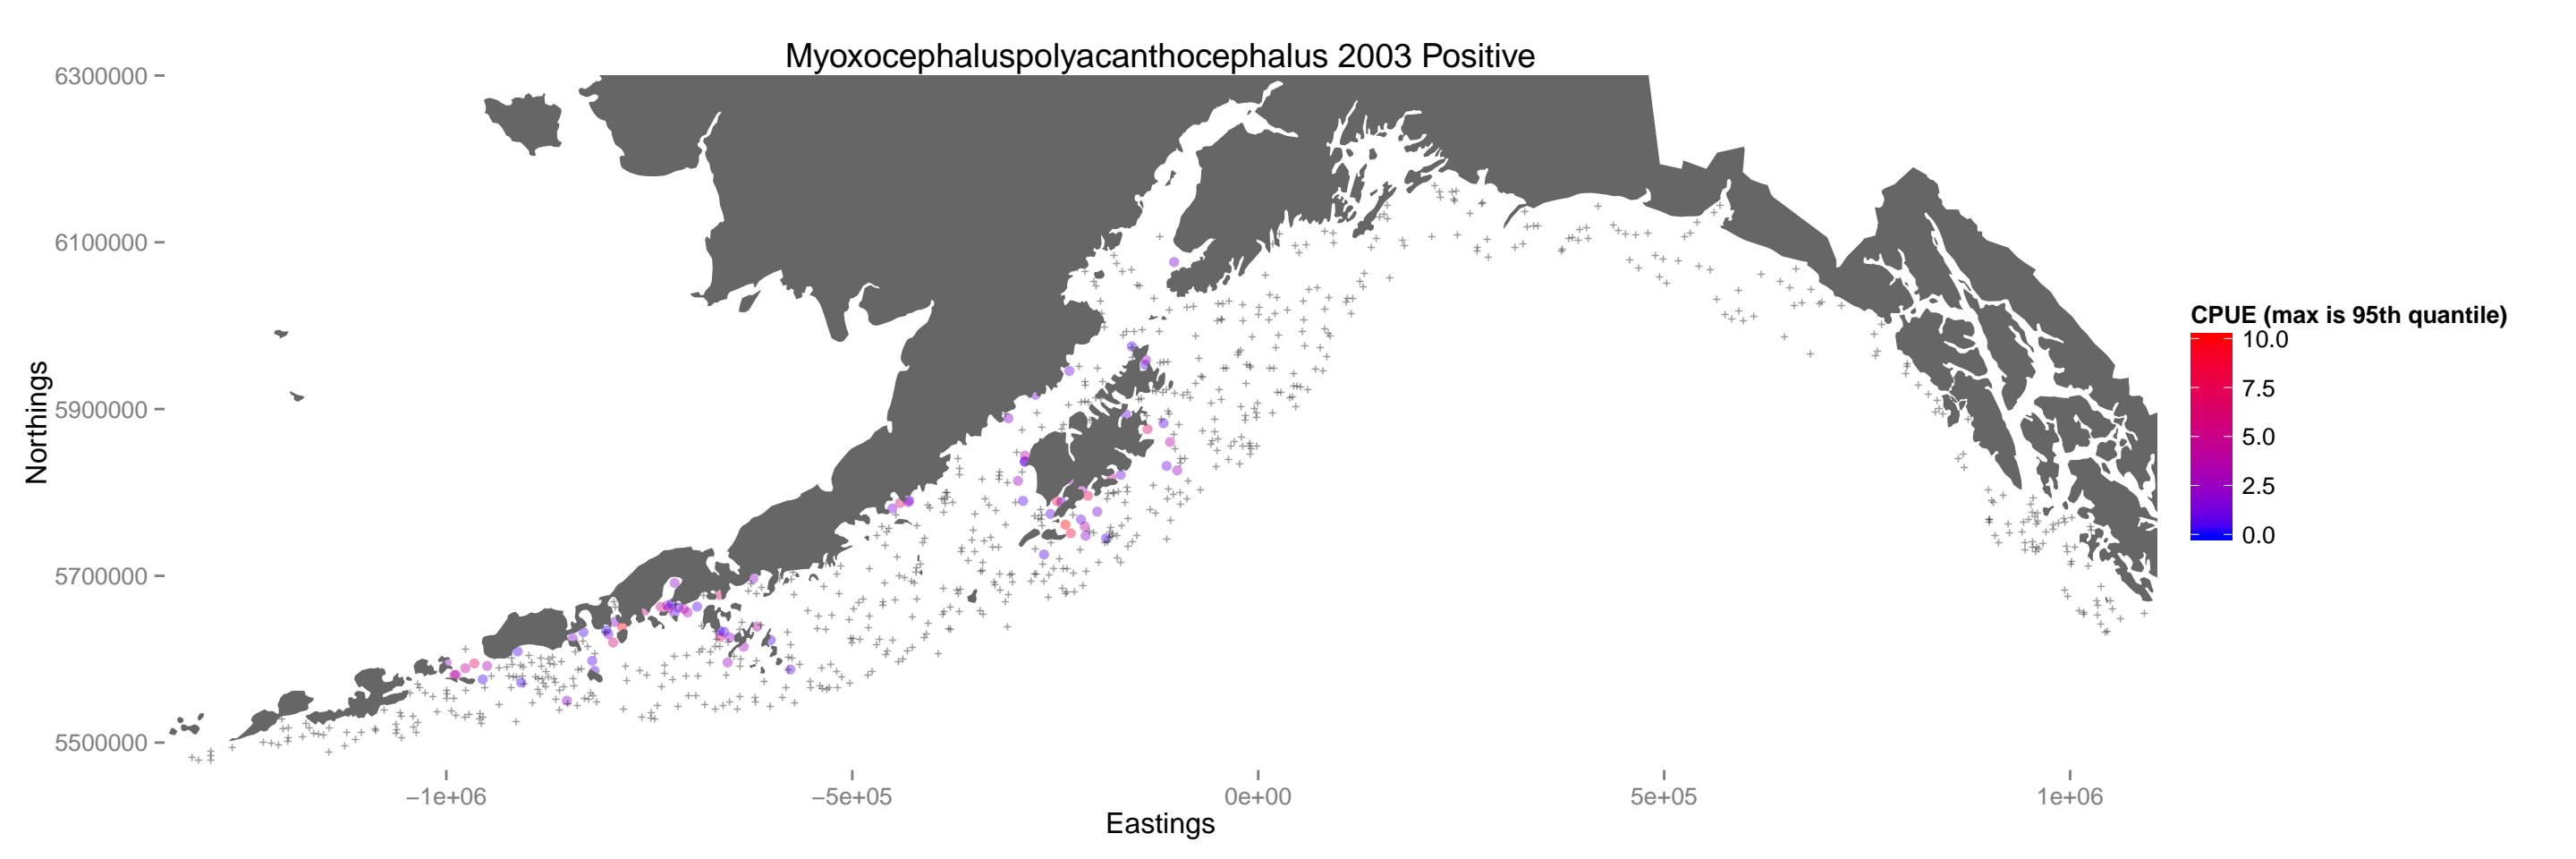 Myoxocephaluspolyacanthocephalus 2003 Positive
6300000
6100000
5900000
5700000
5500000
Northings
−1e+06
−5e+05
0e+00
5e+05
1e+06
Eastings
CPUE (max is 95th quantile)
10.0
7.5
5.0
2.5
0.0